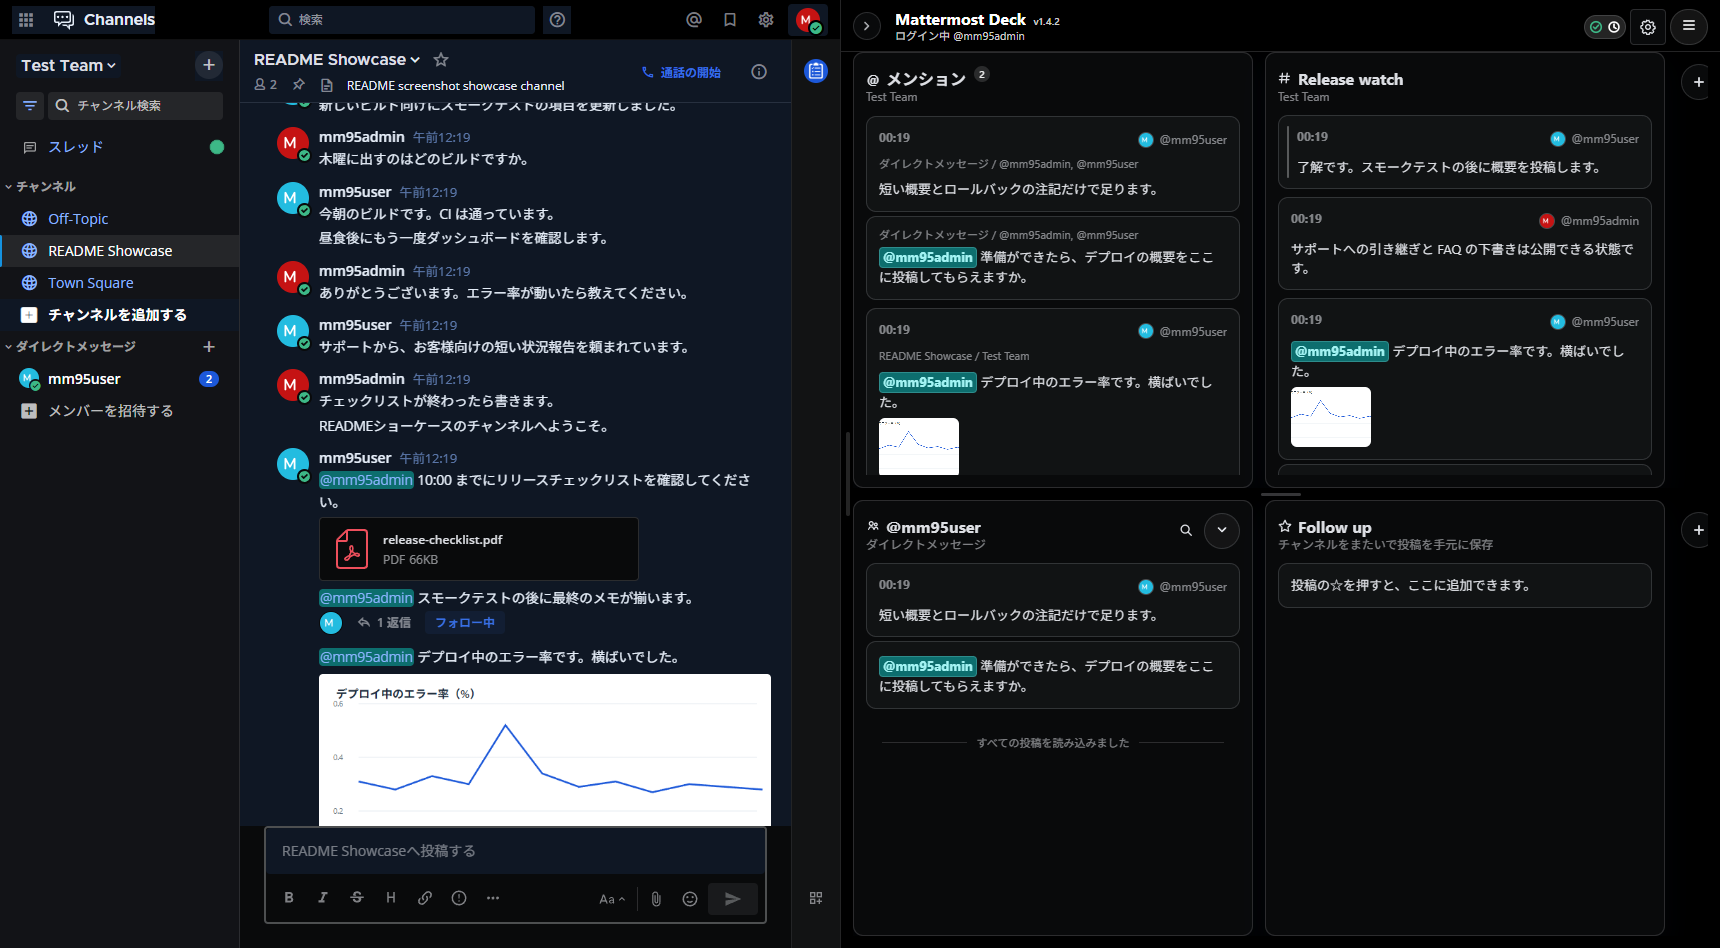 Channels
検索
M
Test Team
チャンネル検索
スレッド
チャンネル
Off-Topic
README Showcase
Town Square
チャンネルを追加する
ダイレクトメッセージ
M
mm95user
2
メンバーを招待する
README Showcase
2
README screenshot showcase channel
通話の開始
新しいビルド向けにスモークテストの項目を更新しました。
M
mm95admin 午前12:19
木曜に出すのはどのビルドですか。
M
mm95user 午前12:19
今朝のビルドです。CI は通っています。
昼食後にもう一度ダッシュボードを確認します。
M
mm95admin 午前12:19
ありがとうございます。エラー率が動いたら教えてください。
M
mm95user 午前12:19
サポートから、お客様向けの短い状況報告を頼まれています。
M
mm95admin 午前12:19
チェックリストが終わったら書きます。
READMEショーケースのチャンネルへようこそ。
M
mm95user 午前12:19
@mm95admin 10:00 までにリリースチェックリストを確認してくださ
い。
release-checklist.pdf
PDF 66KB
@mm95admin スモークテストの後に最終のメモが揃います。
M
1 返信
フォロー中
@mm95admin デプロイ中のエラー率です。横ばいでした。
デプロイ中のエラー率（%）
0.6
0.4
0.2
README Showcaseへ投稿する
B I S H
Aa
Mattermost Deck v1.4.2
ログイン中 @mm95admin
@ メンション 2
Test Team
00:19
M @mm95user
ダイレクトメッセージ / @mm95admin, @mm95user
短い概要とロールバックの注記だけで足ります。
ダイレクトメッセージ / @mm95admin, @mm95user
@mm95admin 準備ができたら、デプロイの概要をここ
に投稿してもらえますか。
00:19
M @mm95user
README Showcase / Test Team
@mm95admin デプロイ中のエラー率です。横ばいでし
た。
# Release watch
Test Team
00:19
M @mm95user
了解です。スモークテストの後に概要を投稿します。
00:19
M @mm95admin
サポートへの引き継ぎと FAQ の下書きは公開できる状態で
す。
00:19
M @mm95user
@mm95admin デプロイ中のエラー率です。横ばいでし
た。
@mm95user
ダイレクトメッセージ
00:19
M @mm95user
短い概要とロールバックの注記だけで足ります。
@mm95admin 準備ができたら、デプロイの概要をここ
に投稿してもらえますか。
すべての投稿を読み込みました
Follow up
チャンネルをまたいで投稿を手元に保存
投稿の☆を押すと、ここに追加できます。